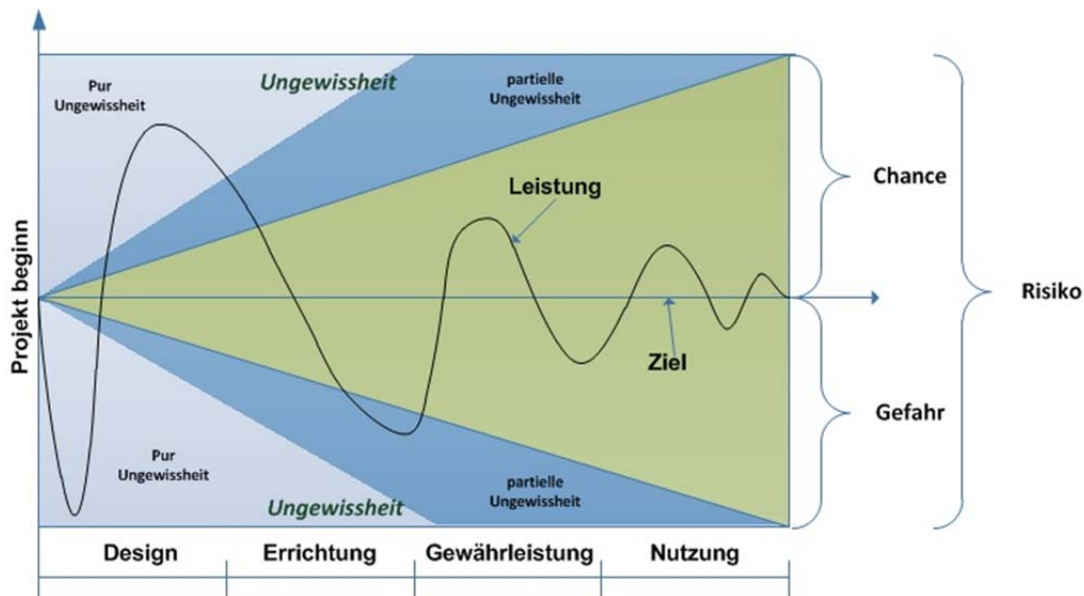 Pur
Ungewissheit
Ungewissheit
partielle
Ungewissheit
Leistung
Chance
Projekt beginn
Risiko
Ziel
Gefahr
Pur
Ungewissheit
Ungewissheit
partielle
Ungewissheit
Design
Errichtung
Gewährleistung
Nutzung